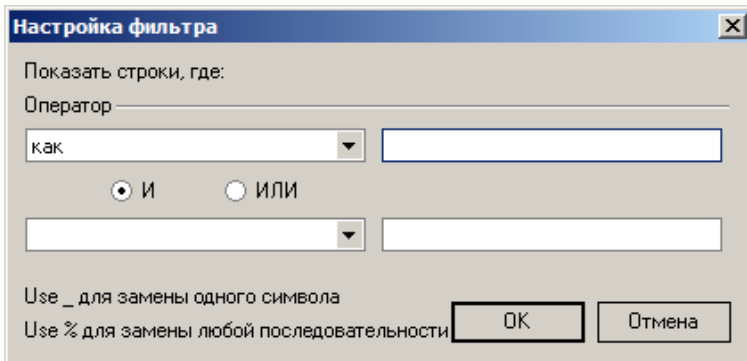 Настройка фильтра
Показать строки, где:
Оператор
как
И ИЛИ
Use _ для замены одного символа
Use % для замены любой последовательности
OK Отмена